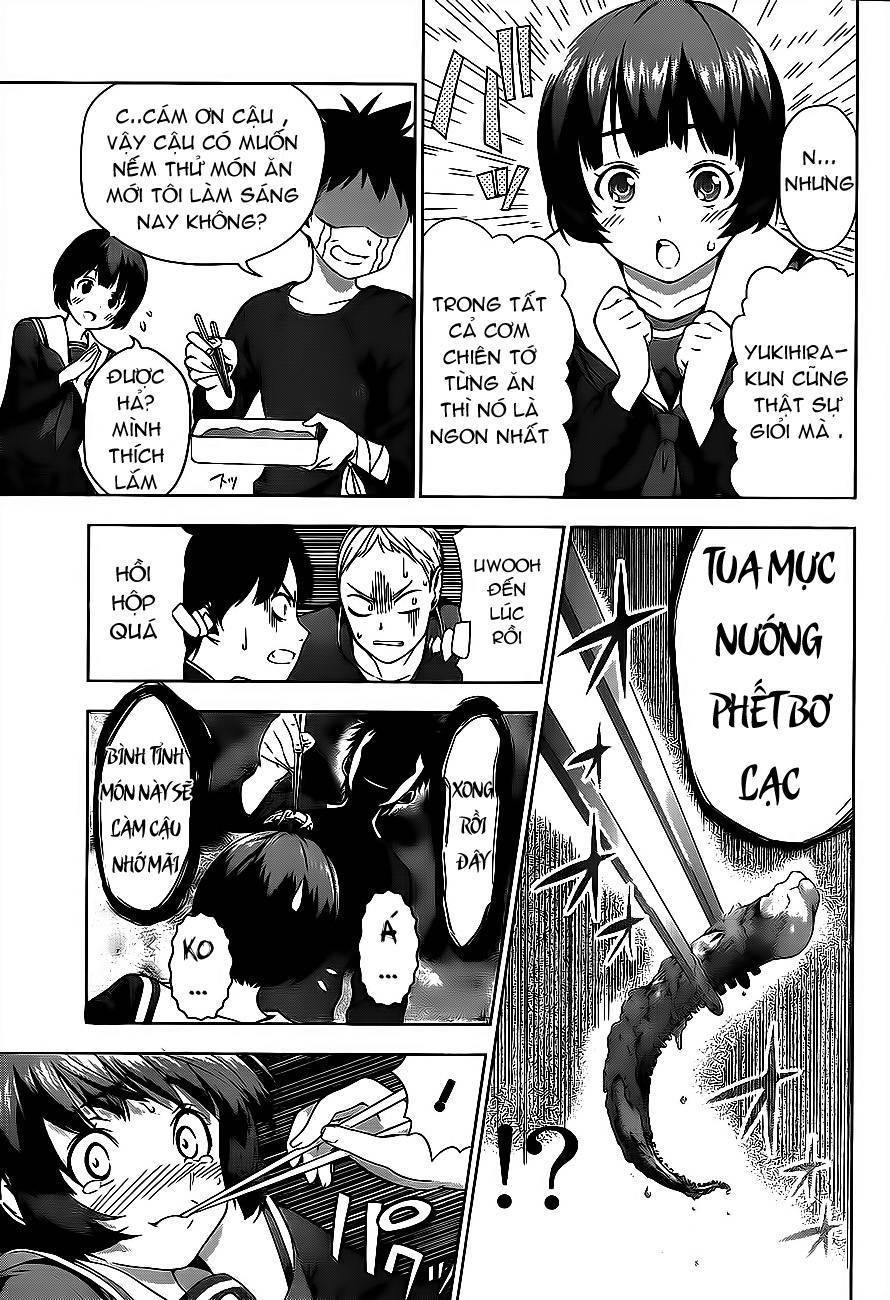 N...
NHƯNG
YUKIHIRA-
KUN CŨNG
THẬT SỰ
GIỎI MÀ .
TRONG TẤT
CẢ CƠM
CHIÊN TỚ
TỪNG ĂN
THÌ NÓ LÀ
NGON NHẤT
C..CÁM ƠN CẬU ,
VẬY CẬU CÓ MUỐN
NẾM THỬ MÓN ĂN
MỚI TÔI LÀM SÁNG
NAY KHÔNG?
ĐƯỢC
HẢ?
MÌNH
THÍCH
LẮM
TUA MỰC
NƯỚNG
PHẾT BƠ
LẠC
!?
UWOOH
ĐẾN
LÚC RỒI
HỒI
HỘP
QUÁ
XONG
RỒI
ĐÂY
BÌNH TĨNH
MÓN NÀY SẼ
LÀM CẬU
NHỚ MÃI
Á
...
KO
...
!
パクッ